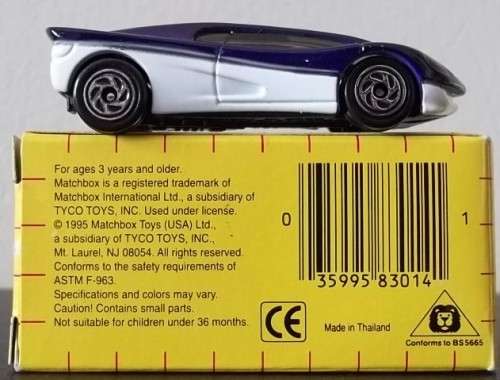 For ages 3 years and older.
Matchbox is a registered trademark of
Matchbox International Ltd., a subsidiary of
TYCO TOYS, INC. Used under license.
© 1995 Matchbox Toys (USA) Ltd.,
a subsidiary of TYCO TOYS, INC.,
Mt. Laurel, NJ 08054. All rights reserved.
Conforms to the safety requirements of
ASTM F-963.
Specifications and colors may vary.
Caution! Contains small parts.
Not suitable for children under 36 months.
0 35995 83014 1
CE
Made in Thailand
Conforms to BS5665